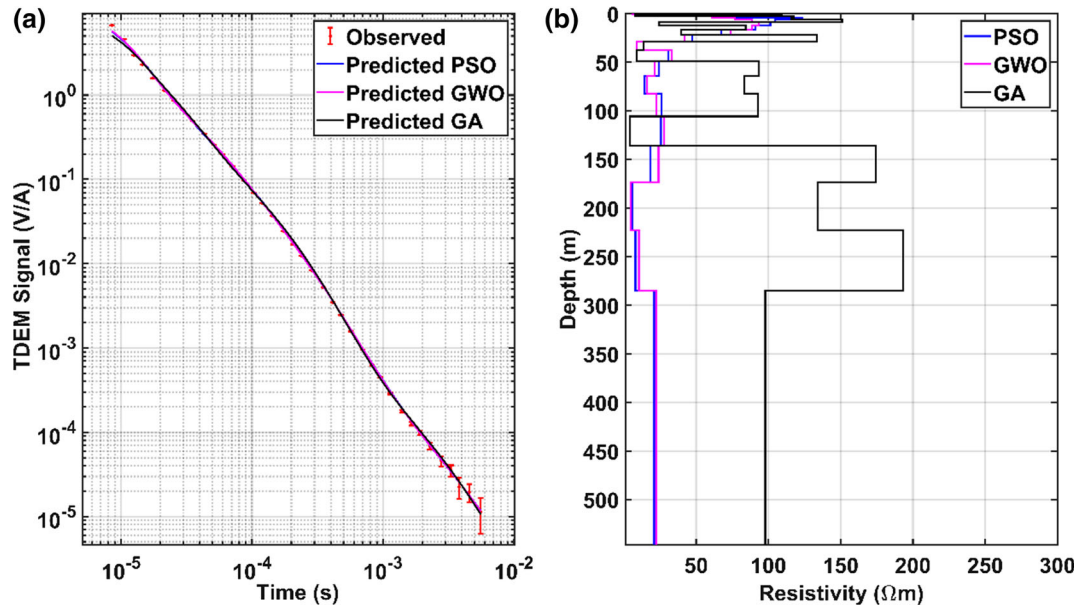 (a)
Observed
Predicted PSO
Predicted GWO
Predicted GA
10^0
10^-1
10^-2
10^-3
10^-4
10^-5
TDEM Signal (V/A)
10^-5
10^-4
10^-3
10^-2
Time (s)
(b)
PSO
GWO
GA
0
50
100
150
200
250
300
350
400
450
500
Depth (m)
50
100
150
200
250
300
Resistivity (Ωm)